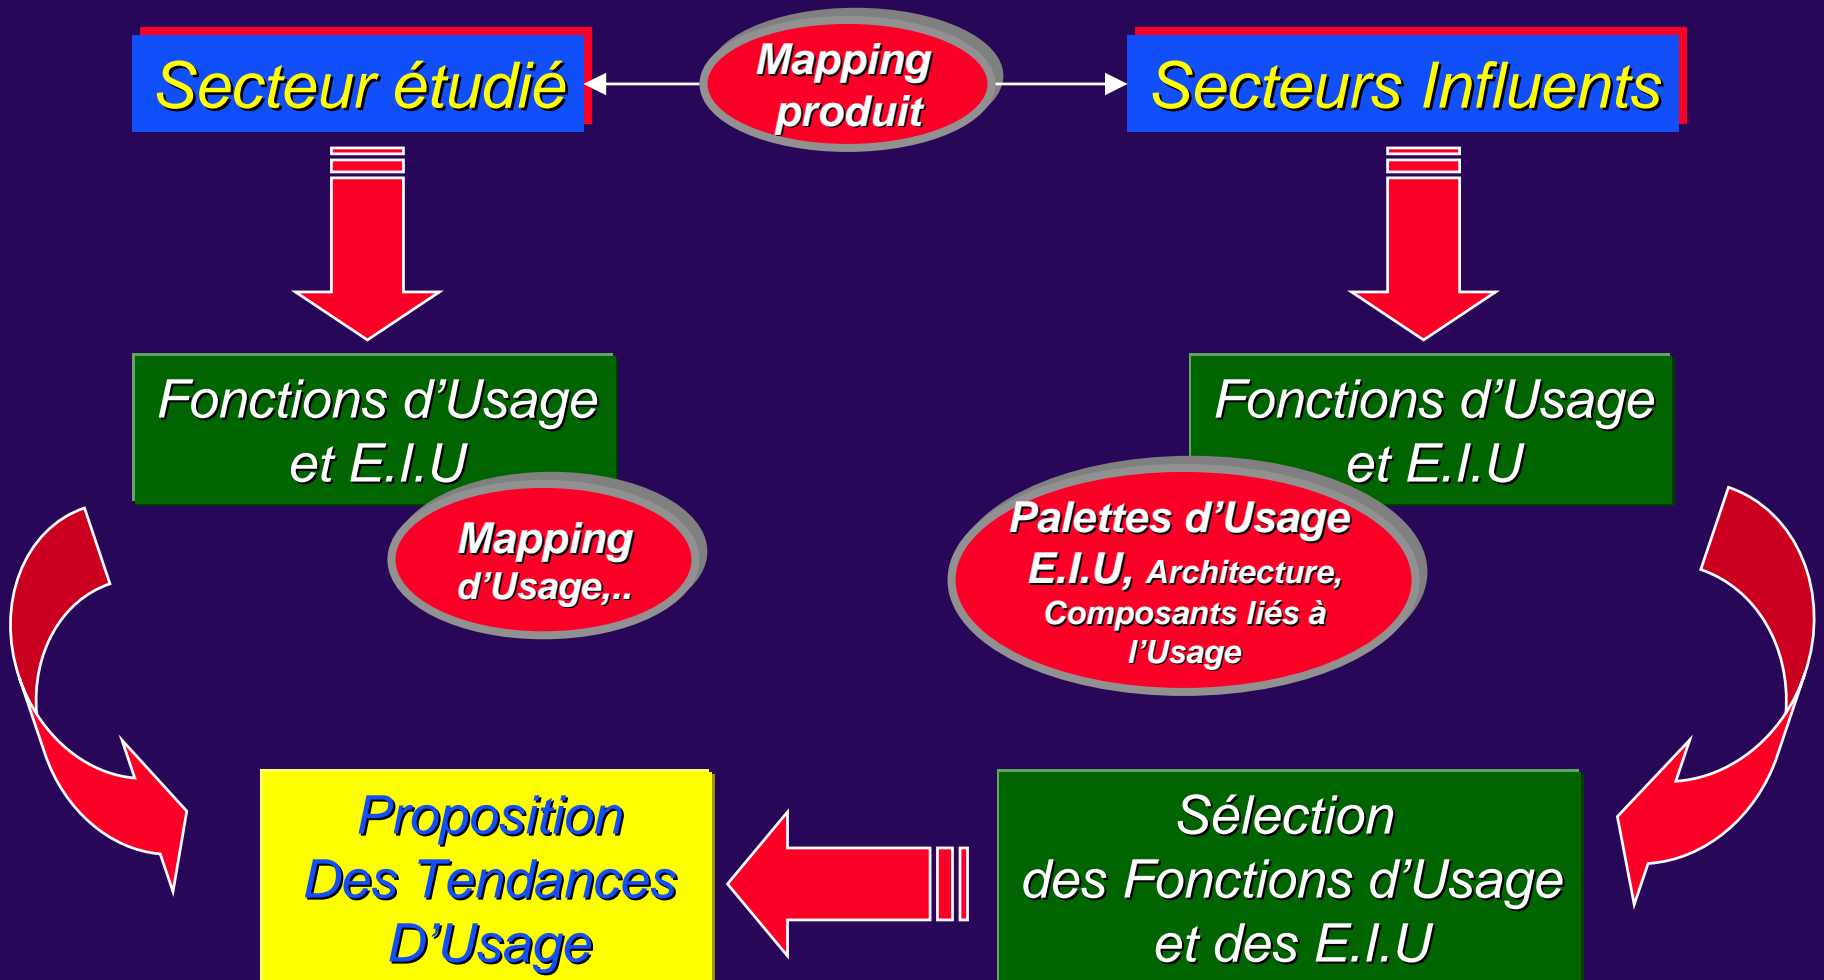 Secteur étudié
Mapping
produit
Secteurs Influents
Fonctions d’Usage
et E.I.U
Mapping
d’Usage,..
Fonctions d’Usage
et E.I.U
Palettes d’Usage
E.I.U, Architecture,
Composants liés à
l’Usage
Proposition
Des Tendances
D’Usage
Sélection
des Fonctions d’Usage
et des E.I.U